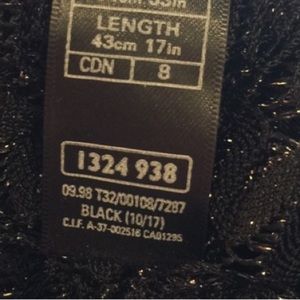 LENGTH
43cm 17in
CDN 8
1324 938
09.98 T32/00108/7287
BLACK (10/17)
C.I.F. A-37-002516 CA01295